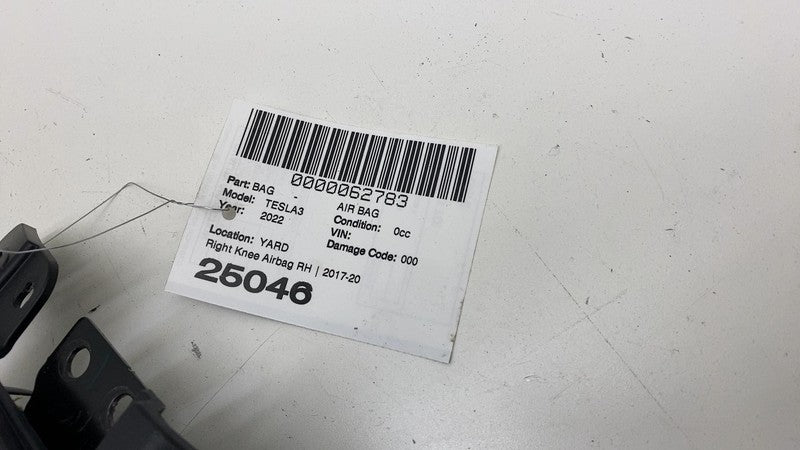 0000062783
Part: BAG - AIR BAG
Model: TESLA3 Condition: 0cc
Year: 2022 VIN:
Damage Code: 000
Location: YARD
Right Knee Airbag RH | 2017-20
25046